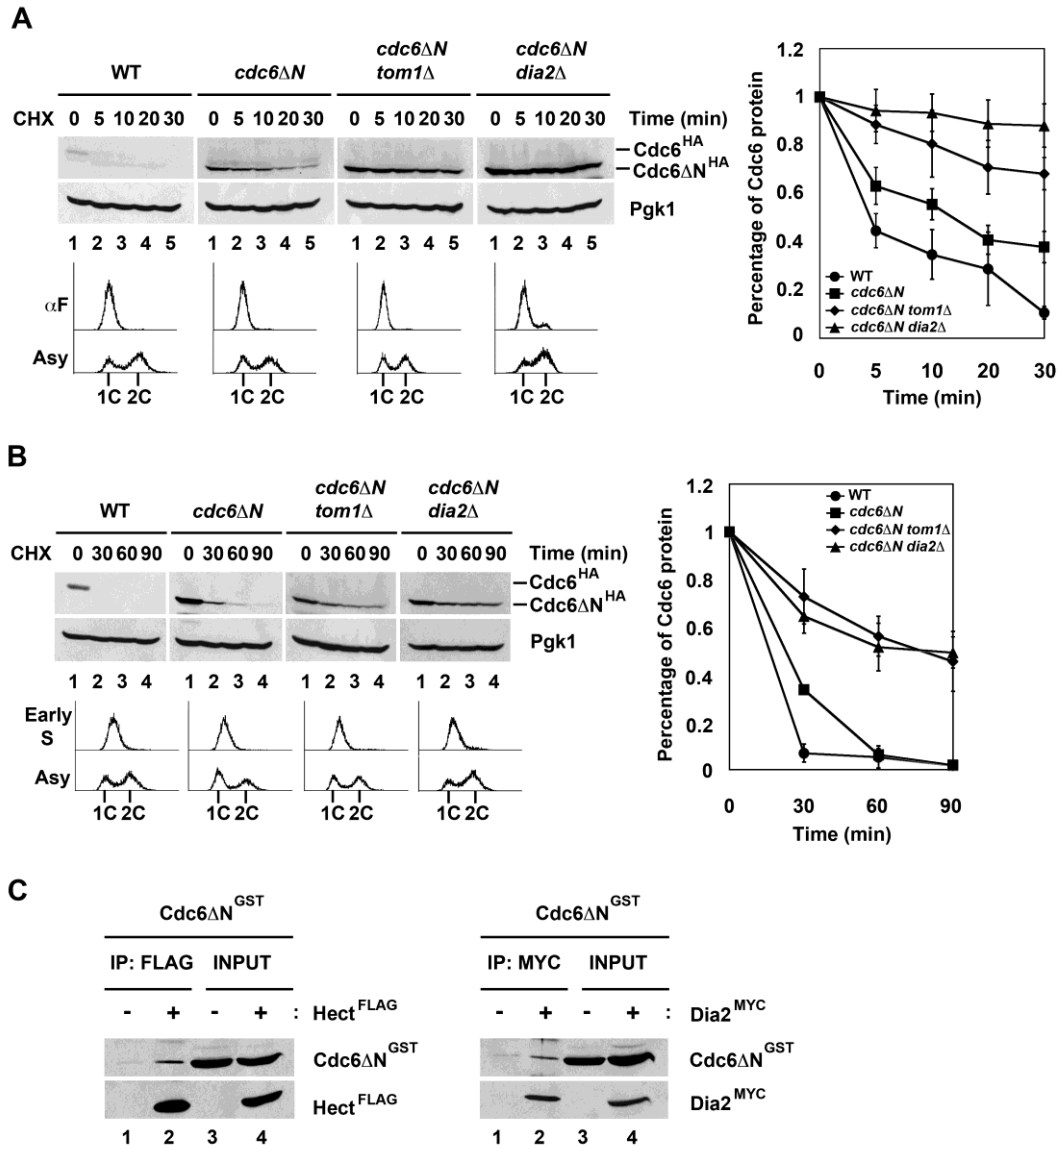 A
WT
cdc6ΔN
cdc6ΔN tom1Δ
cdc6ΔN dia2Δ
CHX 0 5 10 20 30 0 5 10 20 30 0 5 10 20 30 0 5 10 20 30 Time (min)
Cdc6HA
Cdc6ΔNHA
Pgk1
1 2 3 4 5 1 2 3 4 5 1 2 3 4 5 1 2 3 4 5
αF
Asy
1C 2C 1C 2C 1C 2C 1C 2C
Percentage of Cdc6 protein
1.2
1
0.8
0.6
0.4
0.2
0
WT
cdc6ΔN
cdc6ΔN tom1Δ
cdc6ΔN dia2Δ
0 5 10 20 30
Time (min)
B
WT
cdc6ΔN
cdc6ΔN tom1Δ
cdc6ΔN dia2Δ
CHX 0 30 60 90 0 30 60 90 0 30 60 90 0 30 60 90 Time (min)
Cdc6HA
Cdc6ΔNHA
Pgk1
1 2 3 4 1 2 3 4 1 2 3 4 1 2 3 4
Early S
Asy
1C 2C 1C 2C 1C 2C 1C 2C
Percentage of Cdc6 protein
1.2
1
0.8
0.6
0.4
0.2
0
WT
cdc6ΔN
cdc6ΔN tom1Δ
cdc6ΔN dia2Δ
0 30 60 90
Time (min)
C
Cdc6ΔNGST
IP: FLAG INPUT
- + - + : HectFLAG
Cdc6ΔNGST
HectFLAG
1 2 3 4
Cdc6ΔNGST
IP: MYC INPUT
- + - + : Dia2MYC
Cdc6ΔNGST
Dia2MYC
1 2 3 4